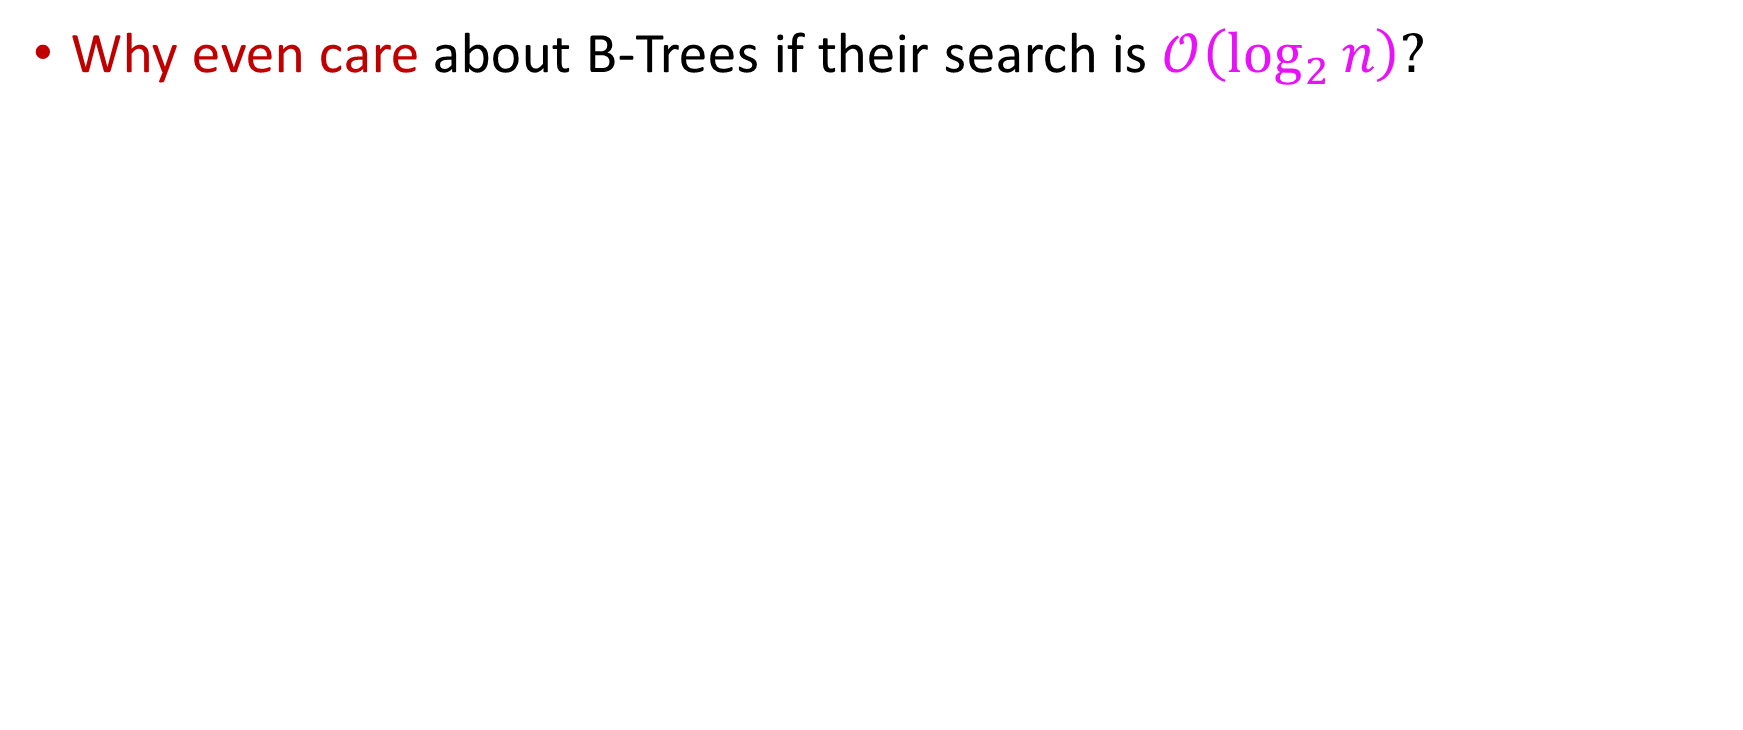 • Why even care about B-Trees if their search is 𝒪(log₂ n)?